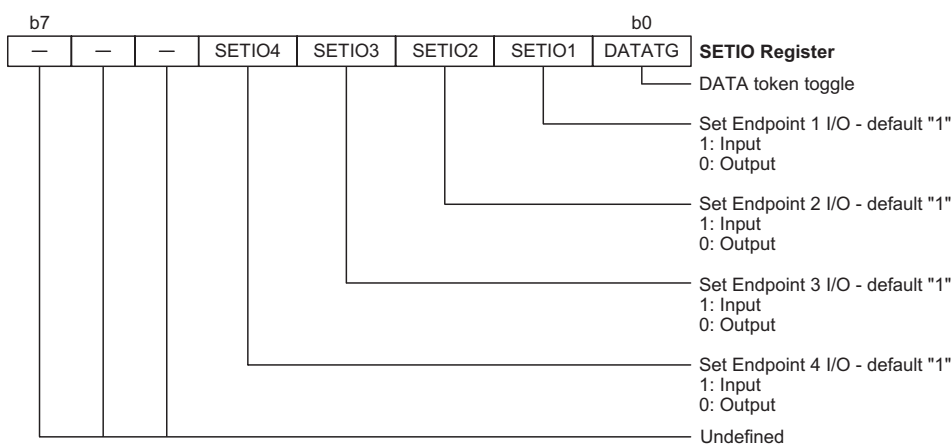 b7 b0
— — — SETIO4 SETIO3 SETIO2 SETIO1 DATATG SETIO Register
DATA token toggle
Set Endpoint 1 I/O - default "1"
1: Input
0: Output
Set Endpoint 2 I/O - default "1"
1: Input
0: Output
Set Endpoint 3 I/O - default "1"
1: Input
0: Output
Set Endpoint 4 I/O - default "1"
1: Input
0: Output
Undefined